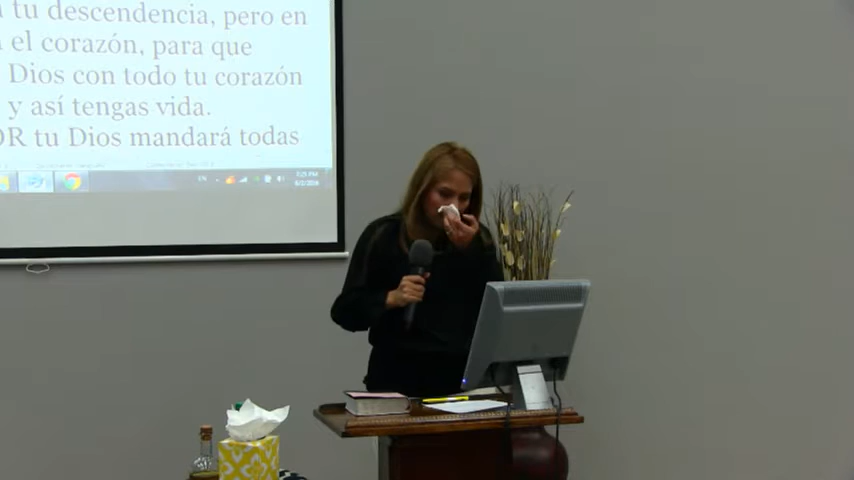 tu descendencia, pero en
el corazón, para que
Dios con todo tu corazón
y así tengas vida.
tu Dios mandará todas
EN